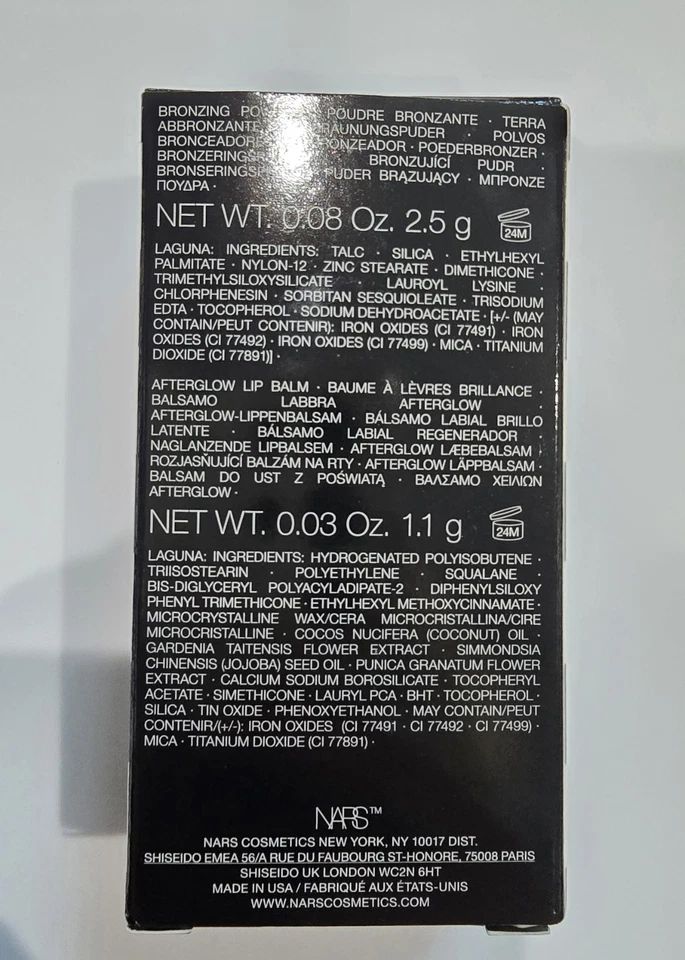 BRONZING POUDRE BRONZANTE · TERRA
ABBRONZANTE · POLVOS
BRONCEADORE · POEDERBRONZER ·
BRONZUJÍCÍ PUDR ·
PUDER BRĄZUJĄCY · ΜΠΡΟΝΖΕ
ΠΟΥΔΡΑ ·
NET WT. 0.08 Oz. 2.5 g 24M
LAGUNA: INGREDIENTS: TALC · SILICA · ETHYLHEXYL
PALMITATE · NYLON-12 · ZINC STEARATE · DIMETHICONE ·
TRIMETHYLSILOXYSILICATE · LAUROYL LYSINE ·
CHLORPHENESIN · SORBITAN SESQUIOLEATE · TRISODIUM
EDTA · TOCOPHEROL · SODIUM DEHYDROACETATE · [+/- (MAY
CONTAIN/PEUT CONTENIR): IRON OXIDES (CI 77491) · IRON
OXIDES (CI 77492) · IRON OXIDES (CI 77499) · MICA · TITANIUM
DIOXIDE (CI 77891)] ·
AFTERGLOW LIP BALM · BAUME À LÈVRES BRILLANCE ·
BALSAMO LABBRA AFTERGLOW ·
AFTERGLOW-LIPPENBALSAM · BÁLSAMO LABIAL BRILLO
LATENTE · BÁLSAMO LABIAL REGENERADOR ·
NAGLANZENDE LIPBALSEM · AFTERGLOW LÆBEBALSAM ·
ROZJASŇUJÍCÍ BALZÁM NA RTY · AFTERGLOW LÄPPBALSAM ·
BALSAM DO UST Z POŚWIATĄ · ΒΑΛΣΑΜΟ ΧΕΙΛΙΩΝ
AFTERGLOW ·
NET WT. 0.03 Oz. 1.1 g 24M
LAGUNA: INGREDIENTS: HYDROGENATED POLYISOBUTENE ·
TRIISOSTEARIN · POLYETHYLENE · SQUALANE ·
BIS-DIGLYCERYL POLYACYLADIPATE-2 · DIPHENYLSILOXY
PHENYL TRIMETHICONE · ETHYLHEXYL METHOXYCINNAMATE ·
MICROCRYSTALLINE WAX/CERA MICROCRISTALLINA/CIRE
MICROCRISTALLINE · COCOS NUCIFERA (COCONUT) OIL ·
GARDENIA TAITENSIS FLOWER EXTRACT · SIMMONDSIA
CHINENSIS (JOJOBA) SEED OIL · PUNICA GRANATUM FLOWER
EXTRACT · CALCIUM SODIUM BOROSILICATE · TOCOPHERYL
ACETATE · SIMETHICONE · LAURYL PCA · BHT · TOCOPHEROL ·
SILICA · TIN OXIDE · PHENOXYETHANOL · MAY CONTAIN/PEUT
CONTENIR/(+/-): IRON OXIDES (CI 77491 · CI 77492 · CI 77499) ·
MICA · TITANIUM DIOXIDE (CI 77891) ·
NARS™
NARS COSMETICS NEW YORK, NY 10017 DIST.
SHISEIDO EMEA 56/A RUE DU FAUBOURG ST-HONORE, 75008 PARIS
SHISEIDO UK LONDON WC2N 6HT
MADE IN USA / FABRIQUÉ AUX ÉTATS-UNIS
WWW.NARSCOSMETICS.COM